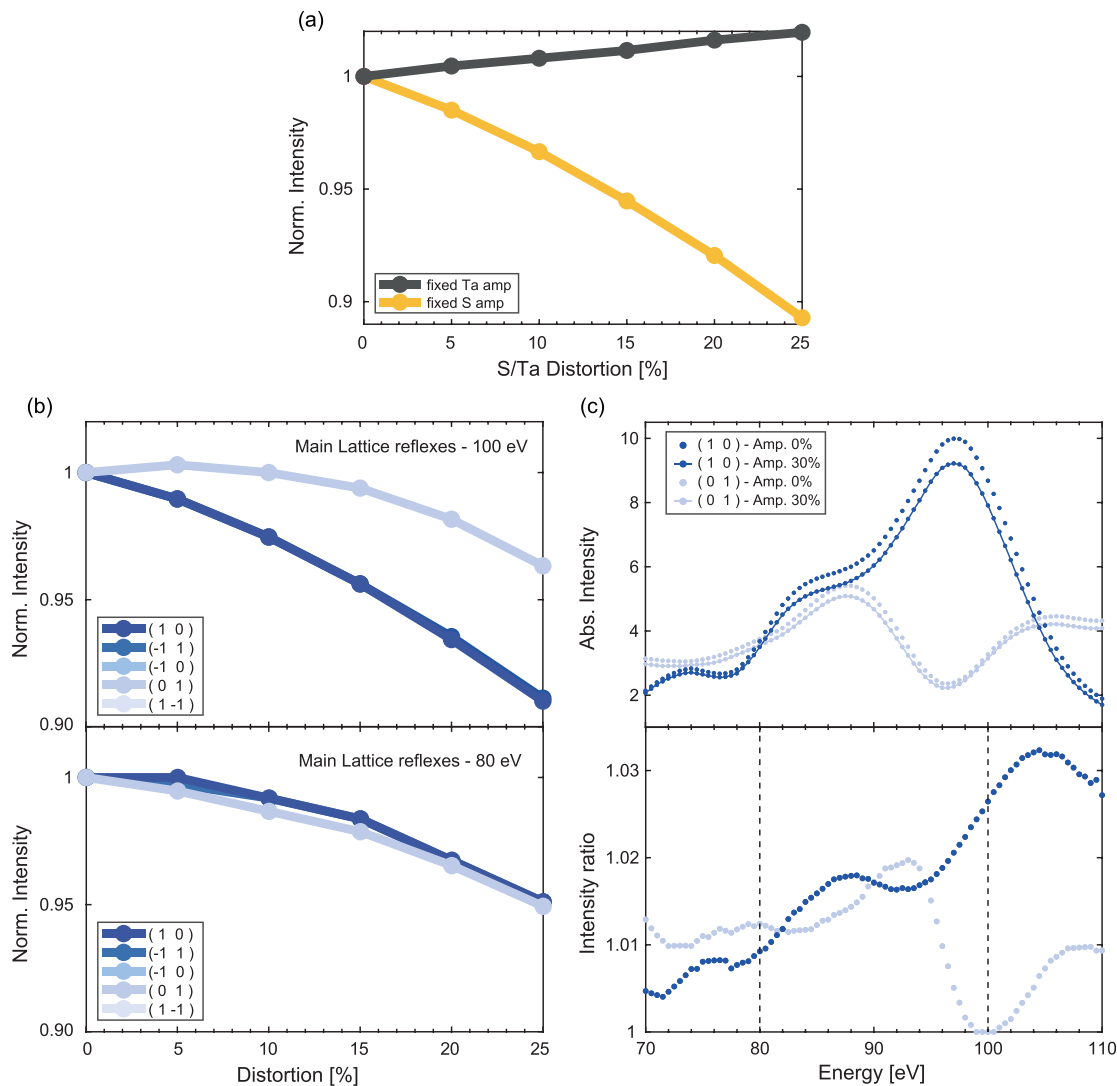 (a)
Norm. Intensity
1
0.95
0.9
fixed Ta amp
fixed S amp
0 5 10 15 20 25
S/Ta Distortion [%]
(b)
Main Lattice reflexes - 100 eV
Norm. Intensity
1
0.95
0.90
( 1 0 )
(-1 1 )
(-1 0 )
( 0 1 )
( 1 -1 )
Main Lattice reflexes - 80 eV
Norm. Intensity
1
0.95
0.90
( 1 0 )
(-1 1 )
(-1 0 )
( 0 1 )
( 1 -1 )
0 5 10 15 20 25
Distortion [%]
(c)
( 1 0 ) - Amp. 0%
( 1 0 ) - Amp. 30%
( 0 1 ) - Amp. 0%
( 0 1 ) - Amp. 30%
Abs. Intensity
10
8
6
4
2
Intensity ratio
1.03
1.02
1.01
1
70 80 90 100 110
Energy [eV]